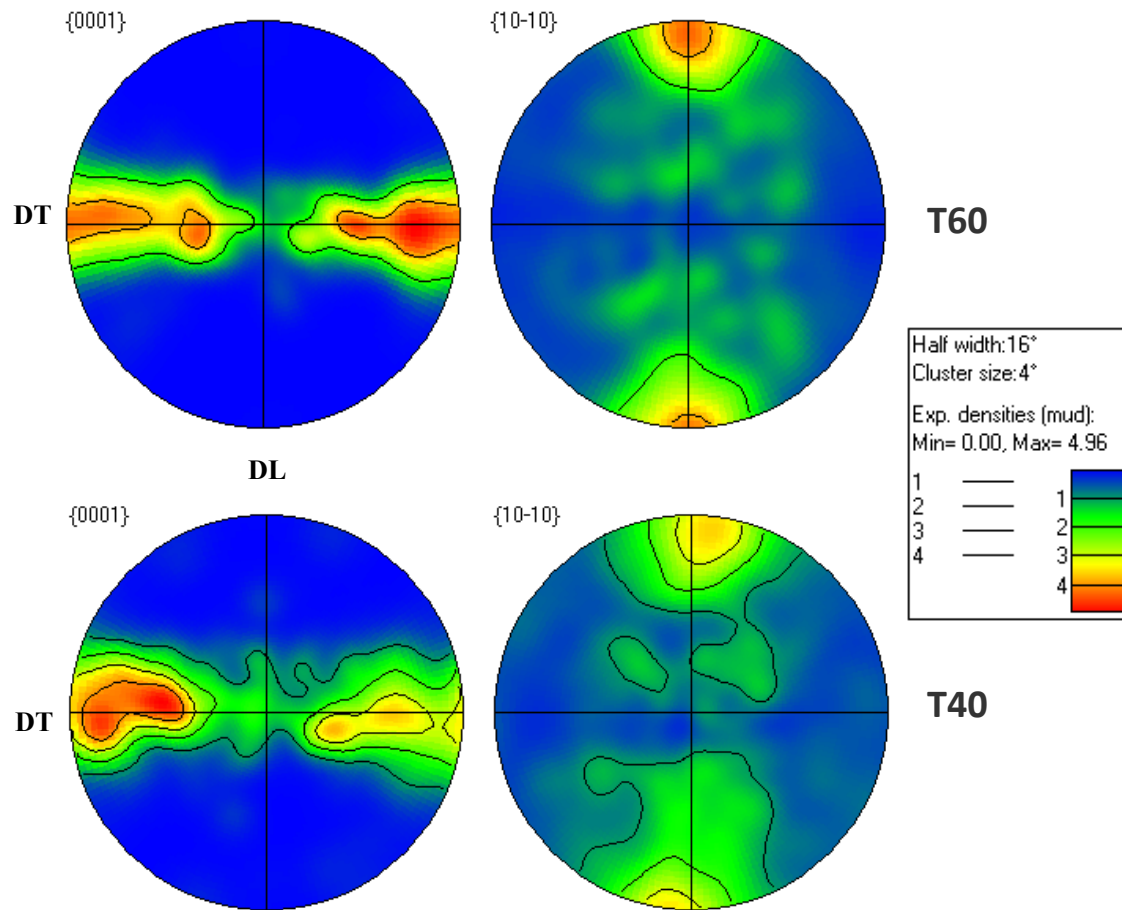 {0001}
{10-10}
DT
T60
Half width:16°
Cluster size:4°
Exp. densities (mud):
Min= 0.00, Max= 4.96
1
2
3
4
1
2
3
4
DL
{0001}
{10-10}
DT
T40